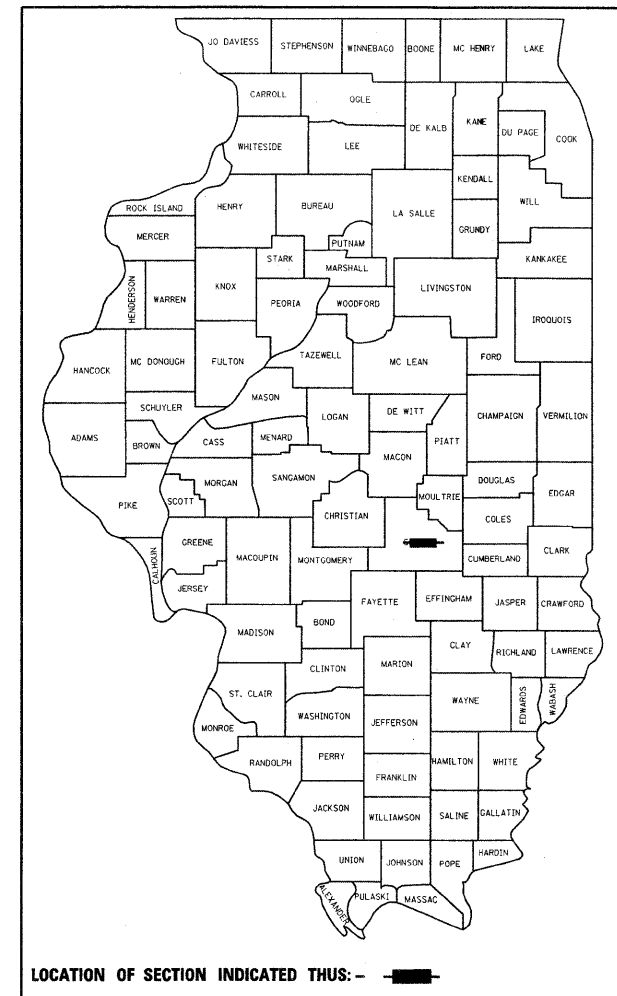 JO DAVIESS STEPHENSON WINNEBAGO BOONE MC HENRY LAKE
CARROLL OGLE
DE KALB KANE DU PAGE COOK
WHITESIDE LEE
KENDALL WILL
ROCK ISLAND HENRY BUREAU LA SALLE
MERCER PUTNAM GRUNDY
STARK KANKAKEE
HENDERSON WARREN KNOX MARSHALL
PEORIA WOODFORD LIVINGSTON IROQUOIS
HANCOCK MC DONOUGH FULTON TAZEWELL MC LEAN FORD
MASON
SCHUYLER LOGAN DE WITT CHAMPAIGN VERMILION
ADAMS BROWN CASS MENARD PIATT
MACON
MORGAN SANGAMON DOUGLAS
PIKE SCOTT MOULTRIE EDGAR
CHRISTIAN COLES
GREENE
CALHOUN MACOUPIN MONTGOMERY CUMBERLAND CLARK
JERSEY
FAYETTE EFFINGHAM JASPER CRAWFORD
MADISON BOND
CLAY RICHLAND LAWRENCE
CLINTON MARION
ST. CLAIR WAYNE EDWARDS WABASH
WASHINGTON JEFFERSON
MONROE
RANDOLPH PERRY HAMILTON WHITE
FRANKLIN
JACKSON WILLIAMSON SALINE GALLATIN
UNION JOHNSON POPE HARDIN
ALEXANDER PULASKI MASSAC
LOCATION OF SECTION INDICATED THUS: –